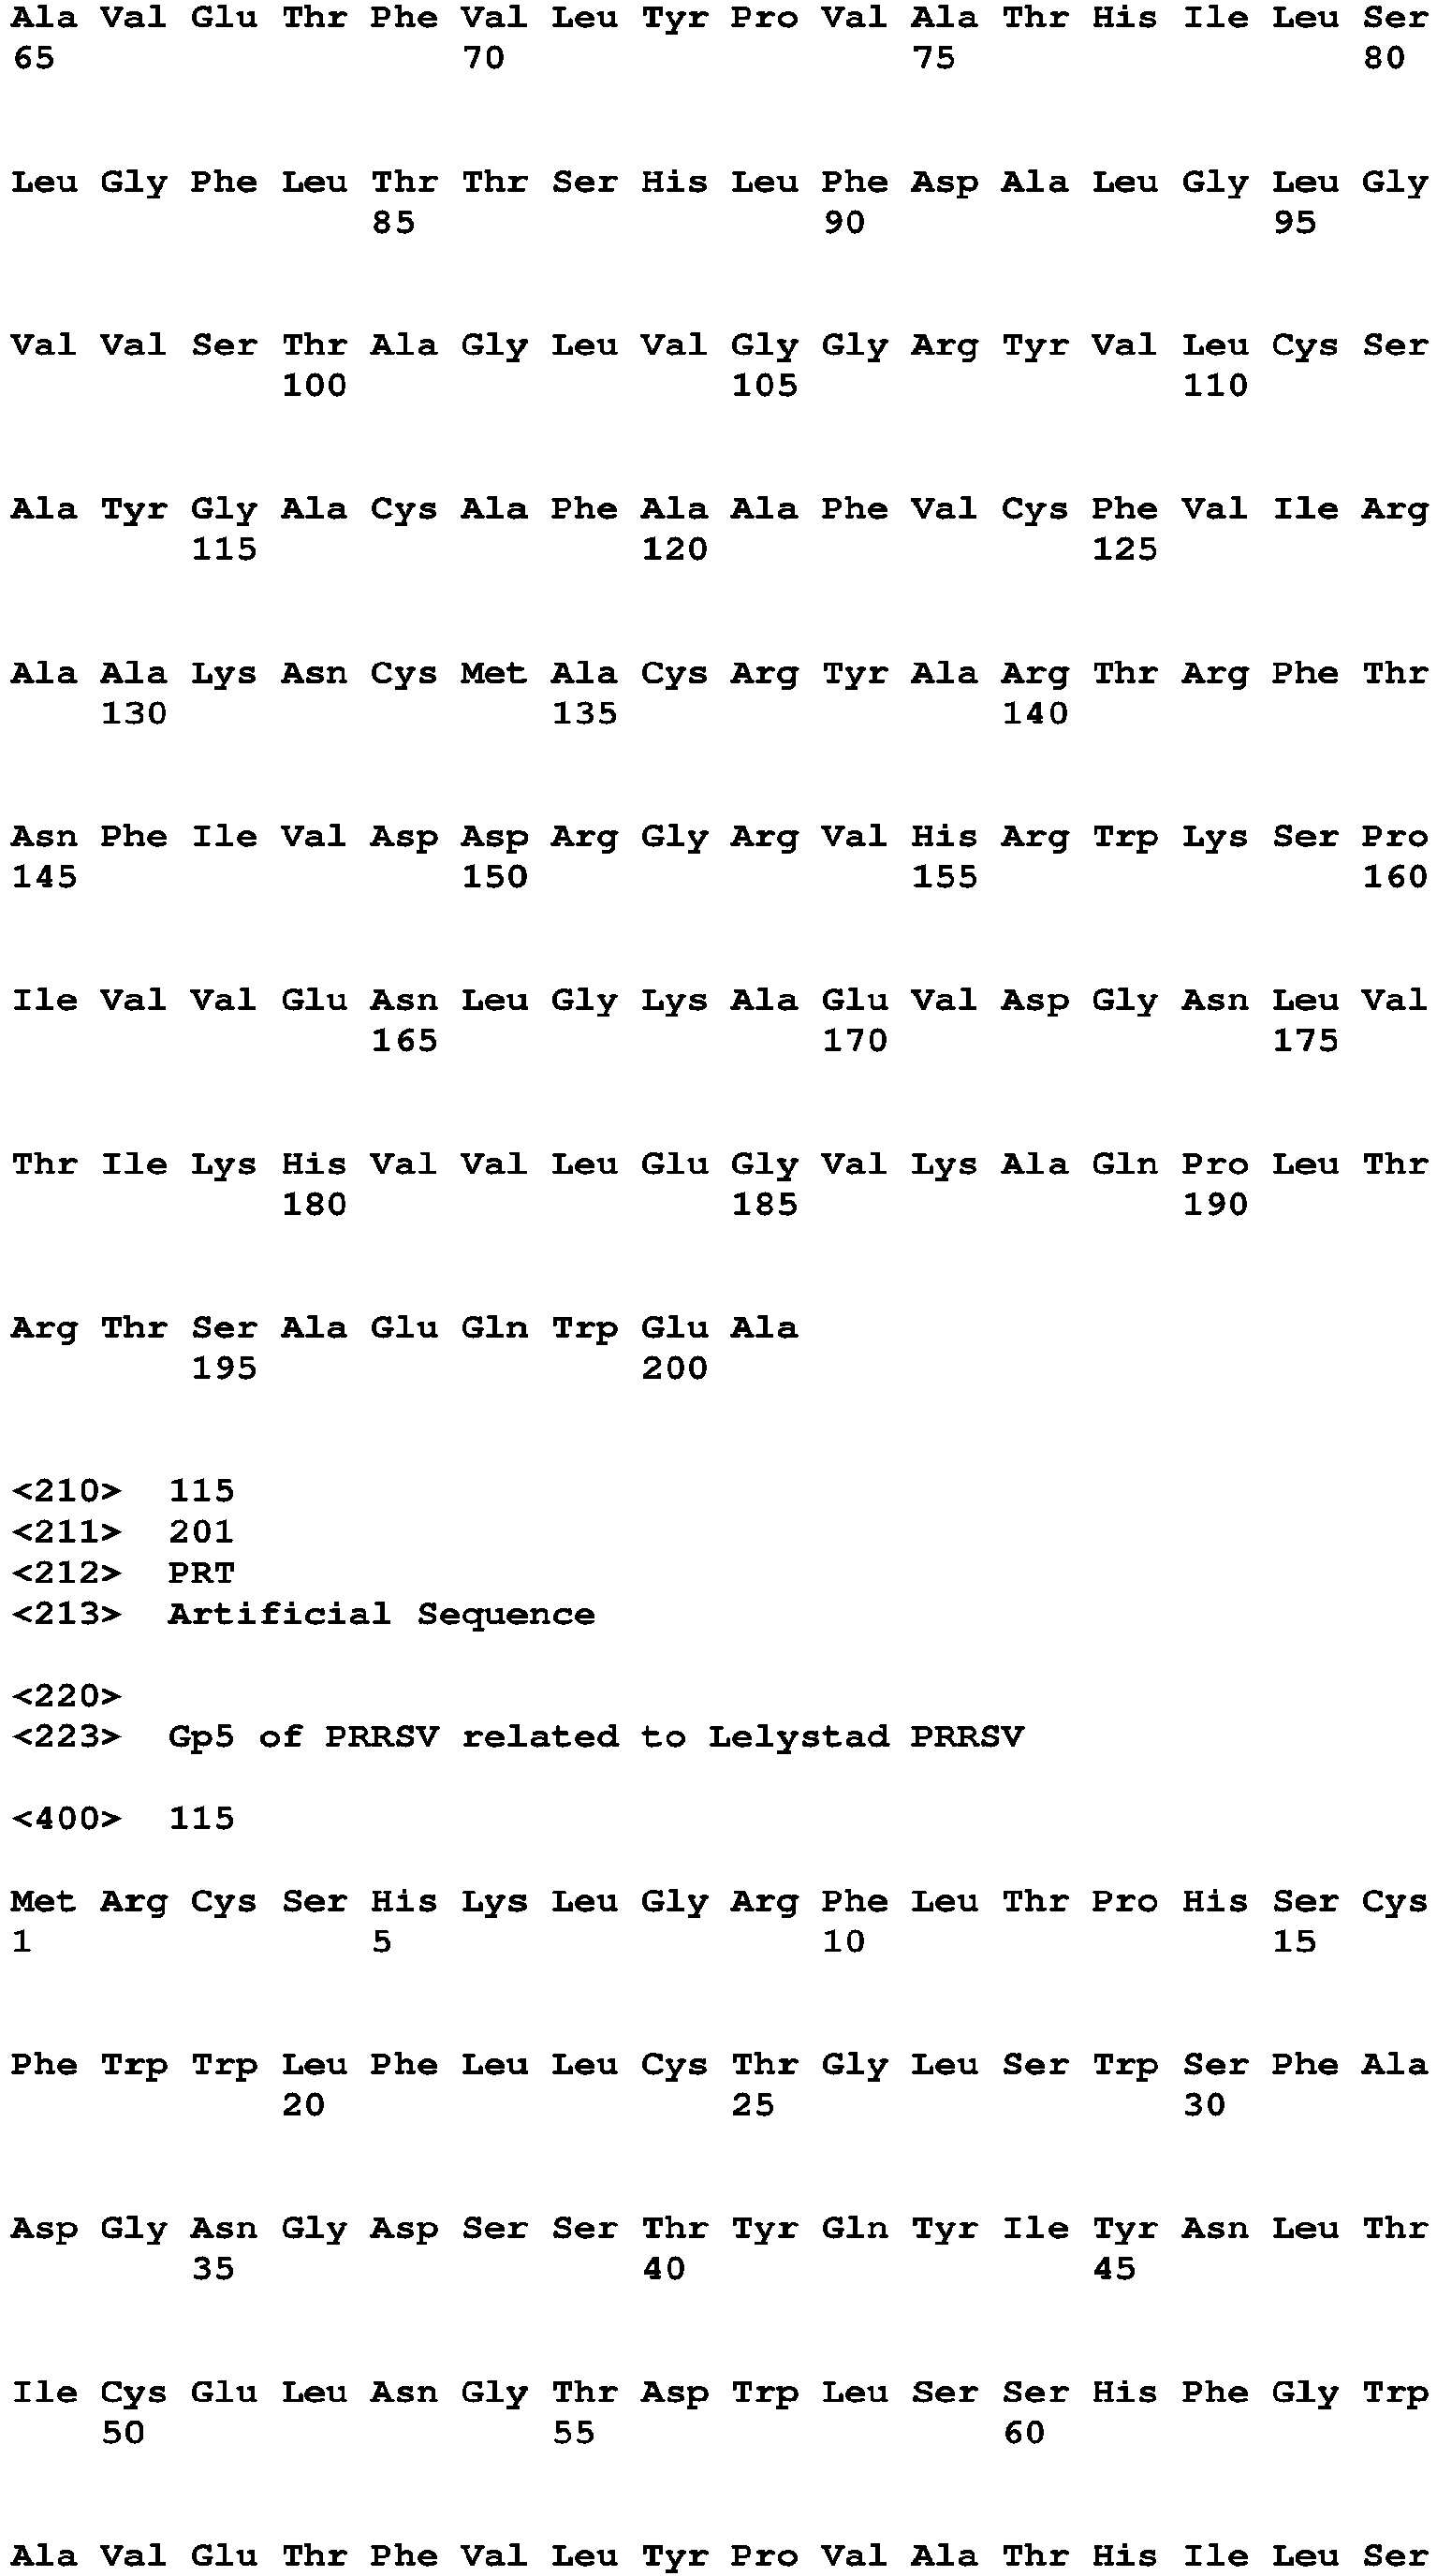 Ala Val Glu Thr Phe Val Leu Tyr Pro Val Ala Thr His Ile Leu Ser
65 70 75 80
Leu Gly Phe Leu Thr Thr Ser His Leu Phe Asp Ala Leu Gly Leu Gly
85 90 95
Val Val Ser Thr Ala Gly Leu Val Gly Gly Arg Tyr Val Leu Cys Ser
100 105 110
Ala Tyr Gly Ala Cys Ala Phe Ala Ala Phe Val Cys Phe Val Ile Arg
115 120 125
Ala Ala Lys Asn Cys Met Ala Cys Arg Tyr Ala Arg Thr Arg Phe Thr
130 135 140
Asn Phe Ile Val Asp Asp Arg Gly Arg Val His Arg Trp Lys Ser Pro
145 150 155 160
Ile Val Val Glu Asn Leu Gly Lys Ala Glu Val Asp Gly Asn Leu Val
165 170 175
Thr Ile Lys His Val Val Leu Glu Gly Val Lys Ala Gln Pro Leu Thr
180 185 190
Arg Thr Ser Ala Glu Gln Trp Glu Ala
195 200
<210> 115
<211> 201
<212> PRT
<213> Artificial Sequence
<220>
<223> Gp5 of PRRSV related to Lelystad PRRSV
<400> 115
Met Arg Cys Ser His Lys Leu Gly Arg Phe Leu Thr Pro His Ser Cys
1 5 10 15
Phe Trp Trp Leu Phe Leu Leu Cys Thr Gly Leu Ser Trp Ser Phe Ala
20 25 30
Asp Gly Asn Gly Asp Ser Ser Thr Tyr Gln Tyr Ile Tyr Asn Leu Thr
35 40 45
Ile Cys Glu Leu Asn Gly Thr Asp Trp Leu Ser Ser His Phe Gly Trp
50 55 60
Ala Val Glu Thr Phe Val Leu Tyr Pro Val Ala Thr His Ile Leu Ser